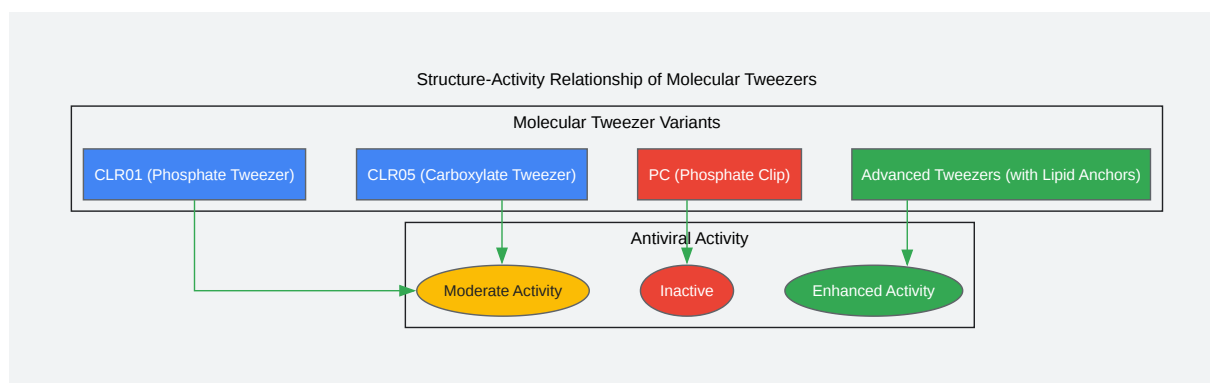 Structure-Activity Relationship of Molecular Tweezers
Molecular Tweezer Variants
CLR01 (Phosphate Tweezer)
CLR05 (Carboxylate Tweezer)
PC (Phosphate Clip)
Advanced Tweezers (with Lipid Anchors)
Antiviral Activity
Moderate Activity
Inactive
Enhanced Activity